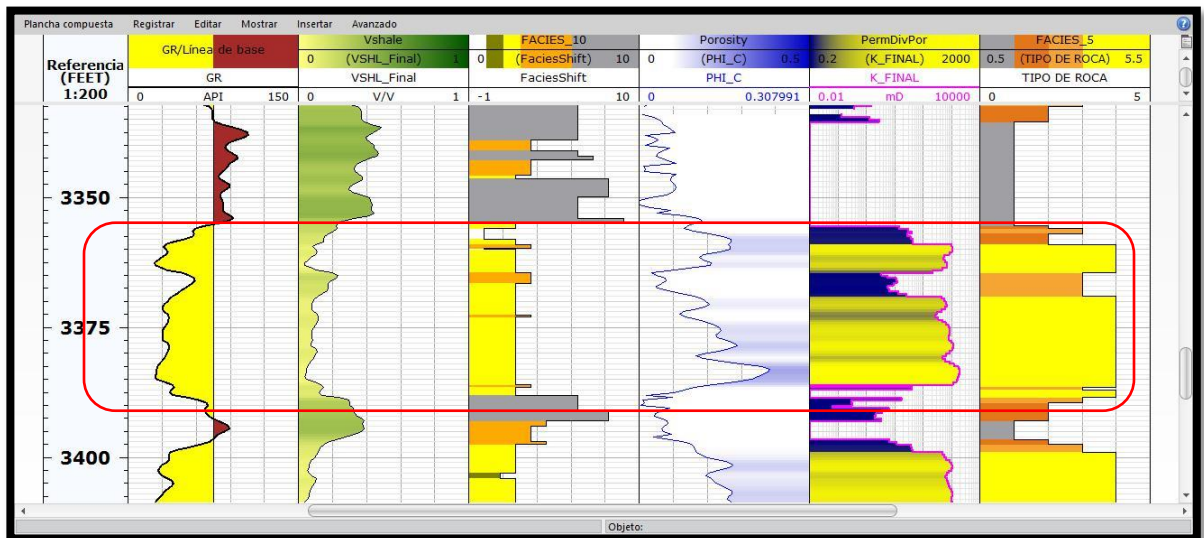 Plancha compuesta Registrar Editar Mostrar Insertar Avanzado
Referencia
(FEET)
1:200
GR/Línea de base
GR
0 API 150
Vshale
0 (VSHL_Final) 1
VSHL_Final
0 V/V 1
FACIES_10
0 (FaciesShift) 10
FaciesShift
-1 10
Porosity
0 (PHI_C) 0.5
PHI_C
0 0.307991
PermDivPor
0.2 (K_FINAL) 2000
K_FINAL
0.01 mD 10000
FACIES_5
0.5 (TIPO DE ROCA) 5.5
TIPO DE ROCA
0 5
3350
3375
3400
Objeto: